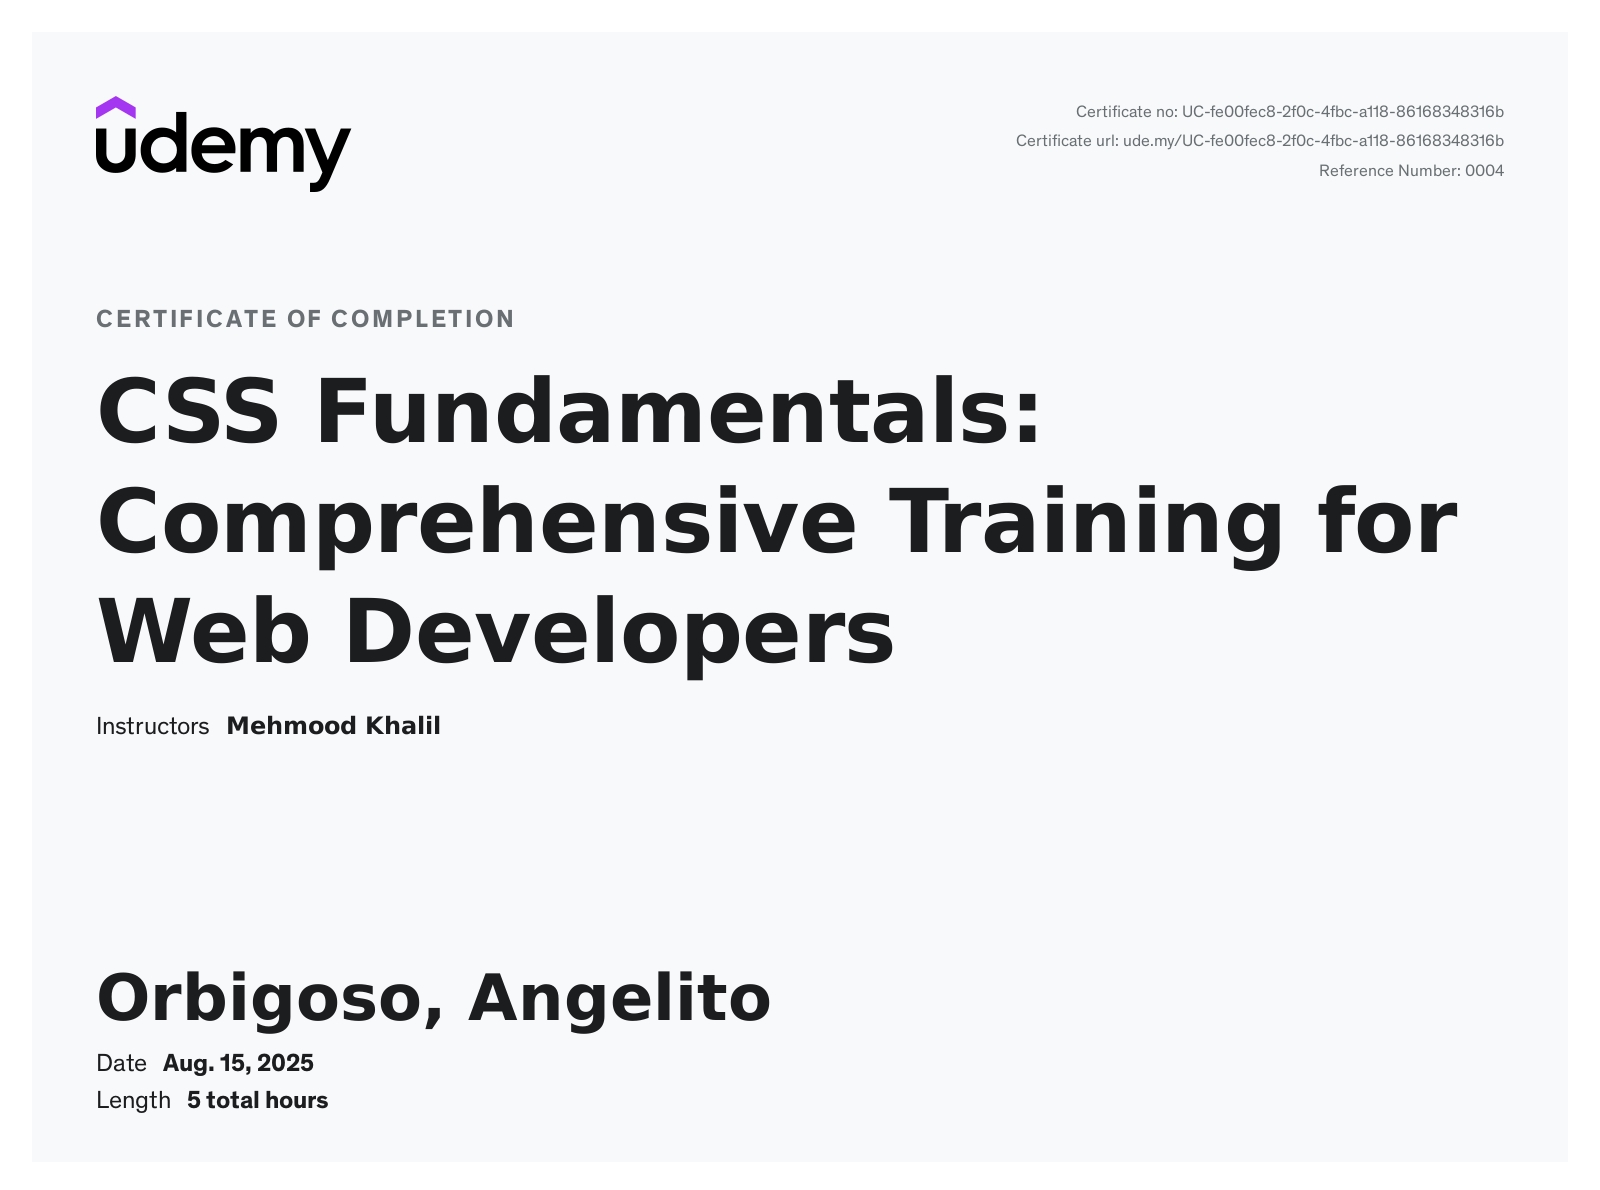 udemy
Certificate no: UC-fe00fec8-2f0c-4fbc-a118-86168348316b
Certificate url: ude.my/UC-fe00fec8-2f0c-4fbc-a118-86168348316b
Reference Number: 0004
CERTIFICATE OF COMPLETION
CSS Fundamentals:
Comprehensive Training for
Web Developers
Instructors Mehmood Khalil
Orbigoso, Angelito
Date Aug. 15, 2025
Length 5 total hours